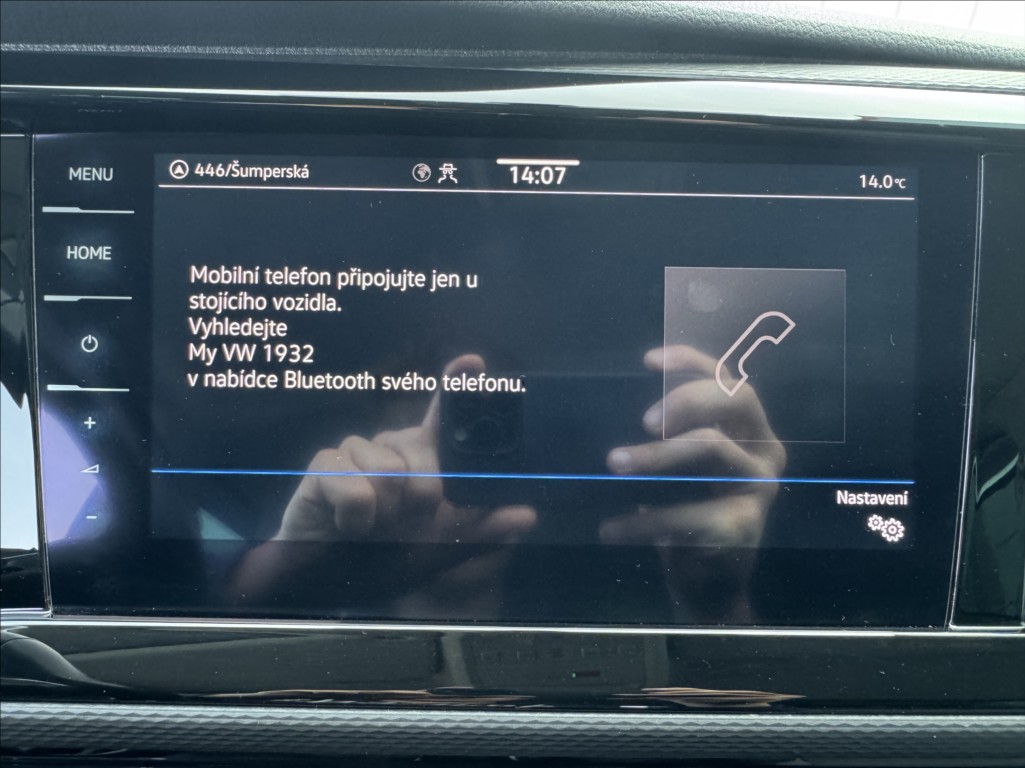 MENU
446/Šumperská
14:07
14.0°C
HOME
Mobilní telefon připojujte jen u
stojícího vozidla.
Vyhledejte
My VW 1932
v nabídce Bluetooth svého telefonu.
+
−
Nastavení